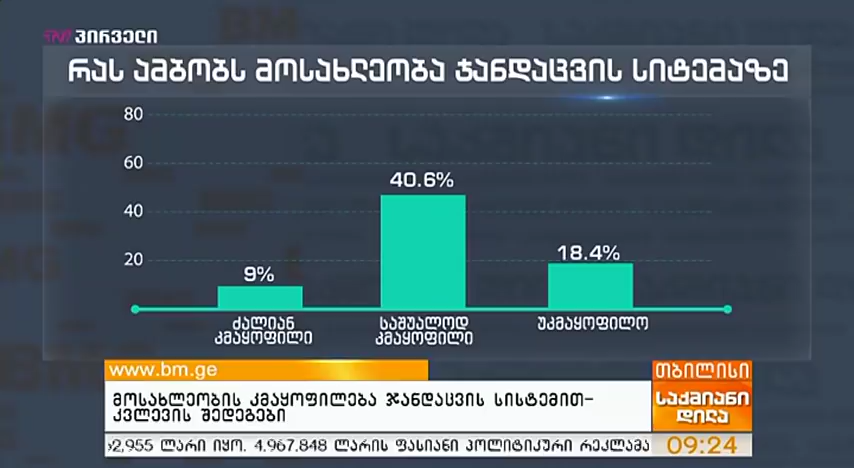 პირველი
რას ამბობს მოსახლეობა ჯანდაცვის სიტემაზე
80
60
40
20
9%
40.6%
18.4%
ძალიან
კმაყოფილი
საშუალოდ
კმაყოფილი
უკმაყოფილო
www.bm.ge
თბილისი
მოსახლეობის კმაყოფილება ჯანდაცვის სისტემით-
კვლევის შედეგები
საქმიანი
დილა
2,955 ლარი იყო. 4,967,848 ლარის ფასიანი პოლიტიკური რეკლამა
09:24